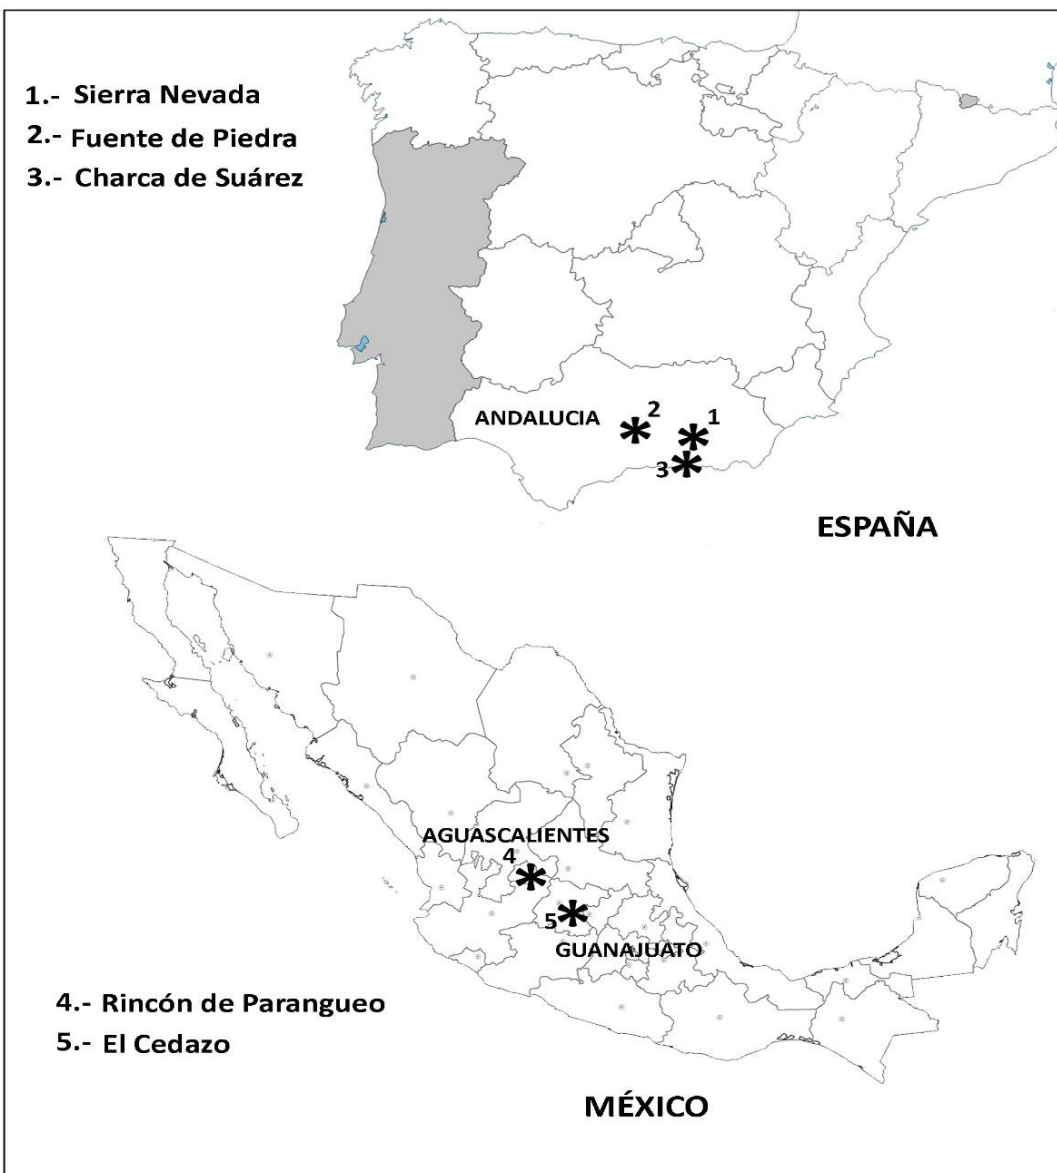 1.- Sierra Nevada
2.- Fuente de Piedra
3.- Charca de Suárez
ANDALUCIA
2
1
3
ESPAÑA
AGUASCALIENTES
4
5
GUANAJUATO
4.- Rincón de Parangueo
5.- El Cedazo
MÉXICO